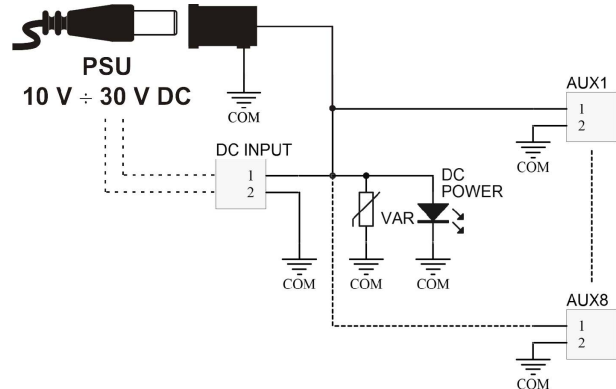 PSU
10 V ÷ 30 V DC
COM
AUX1
1
2
COM
DC INPUT
1
2
COM
VAR
COM
DC
POWER
COM
AUX8
1
2
COM